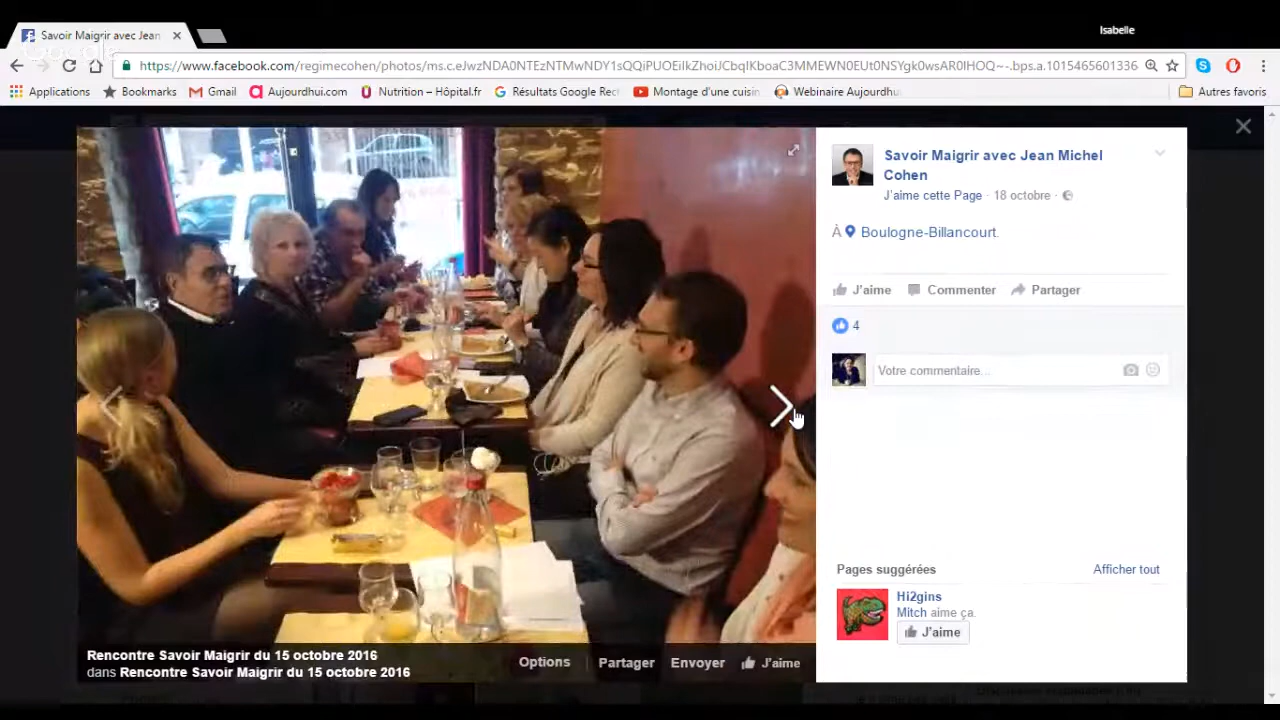 Isabelle
Savoir Maigrir avec Jean
Google
https://www.facebook.com/regimecohen/photos/ms.c.eJwzNDA0NTEzNTMwNDY1sQQiPUOEiIkZhoiJCbqIKboaC3MMEWN0EUt0NSYgk0wsAR0IHOQ~-.bps.a.1015465601336
Applications
Bookmarks
Gmail
Aujourdhui.com
Nutrition – Hôpital.fr
Résultats Google Rech
Montage d'une cuisin
Webinaire Aujourdhu
Autres favoris
Savoir Maigrir avec Jean Michel
Cohen
J'aime cette Page · 18 octobre ·
À Boulogne-Billancourt.
J'aime Commenter Partager
4
Votre commentaire...
Pages suggérées Afficher tout
Hi2gins
Mitch aime ça.
J'aime
Rencontre Savoir Maigrir du 15 octobre 2016
dans Rencontre Savoir Maigrir du 15 octobre 2016
Options Partager Envoyer J'aime